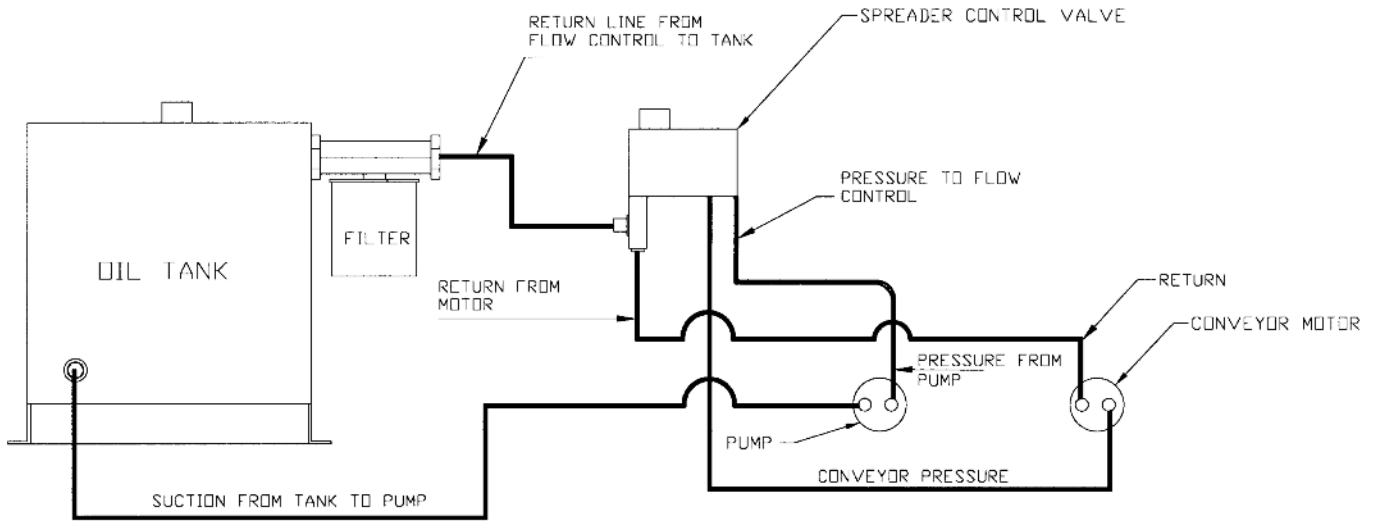 RETURN LINE FROM
FLOW CONTROL TO TANK
SPREADER CONTROL VALVE
PRESSURE TO FLOW
CONTROL
FILTER
OIL TANK
RETURN FROM
MOTOR
RETURN
CONVEYOR MOTOR
PRESSURE FROM
PUMP
PUMP
CONVEYOR PRESSURE
SUCTION FROM TANK TO PUMP